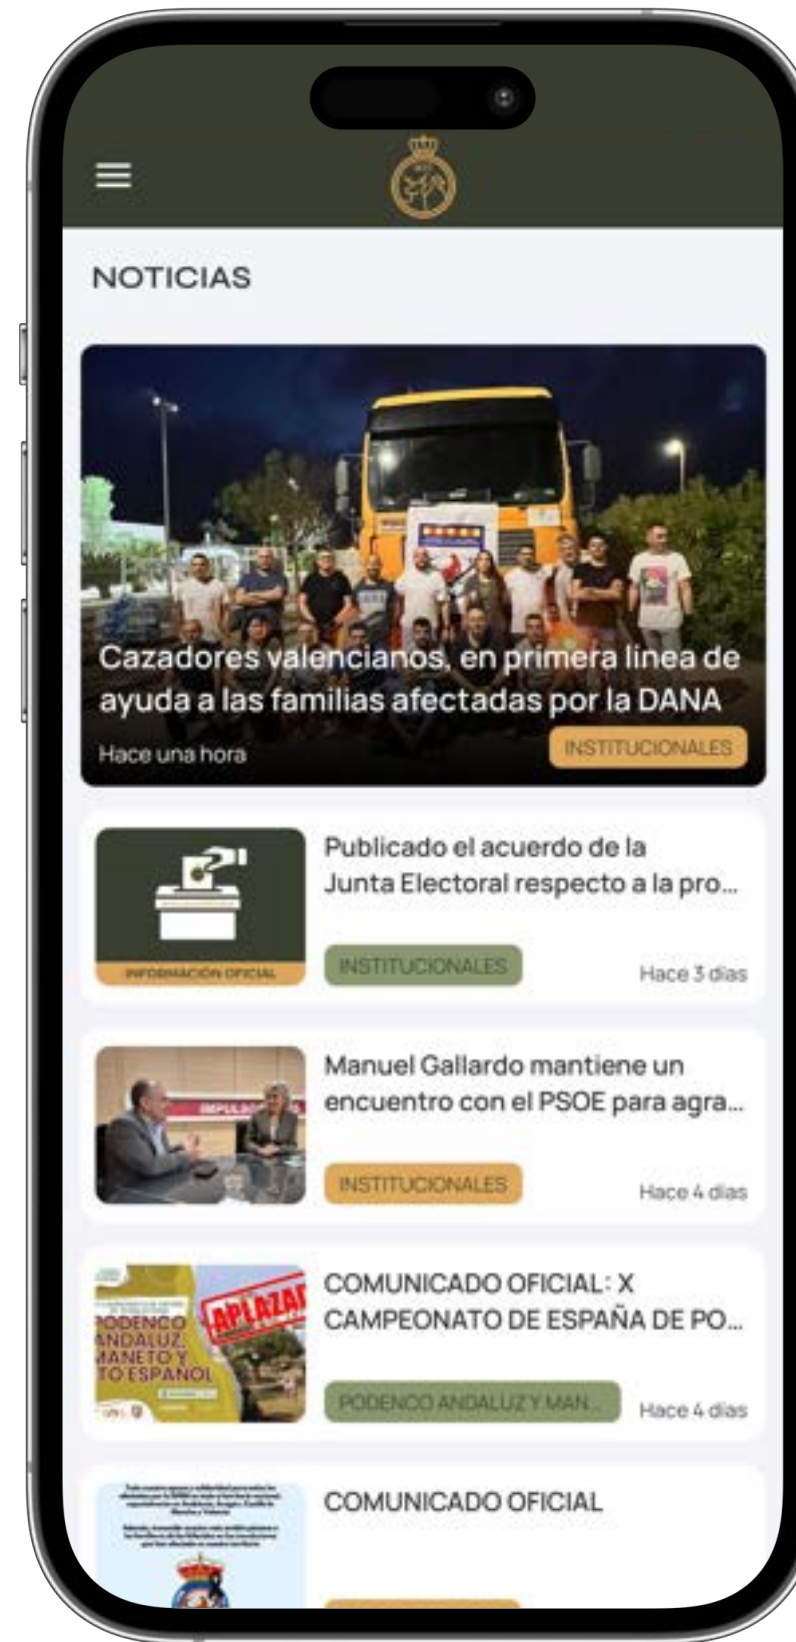 NOTICIAS
Cazadores valencianos, en primera línea de
ayuda a las familias afectadas por la DANA
Hace una hora
INSTITUCIONALES
Publicado el acuerdo de la
Junta Electoral respecto a la pro...
INFORMACIÓN OFICIAL
INSTITUCIONALES
Hace 3 días
Manuel Gallardo mantiene un
encuentro con el PSOE para agra...
IMPULS
INSTITUCIONALES
Hace 4 días
COMUNICADO OFICIAL: X
CAMPEONATO DE ESPAÑA DE PO...
PODENCO
ANDALUZ,
MANETO Y
TO ESPAÑOL
APLAZAD
PODENCO ANDALUZ Y MAN...
Hace 4 días
COMUNICADO OFICIAL